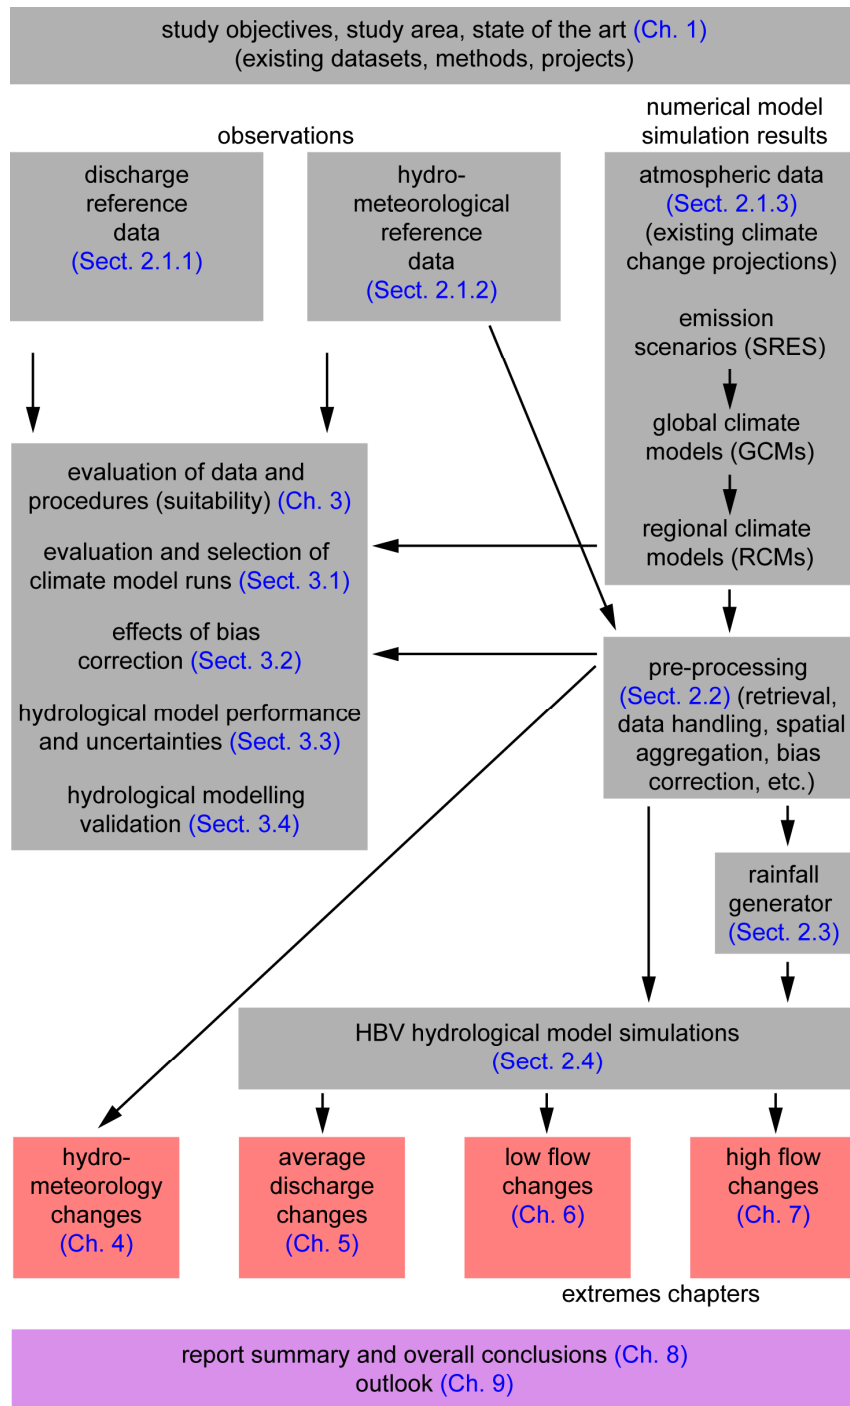 study objectives, study area, state of the art (Ch. 1)
(existing datasets, methods, projects)
observations
numerical model
simulation results
discharge
reference
data
(Sect. 2.1.1)
hydro-
meteorological
reference
data
(Sect. 2.1.2)
atmospheric data
(Sect. 2.1.3)
(existing climate
change projections)
emission
scenarios (SRES)
global climate
models (GCMs)
regional climate
models (RCMs)
evaluation of data and
procedures (suitability) (Ch. 3)
evaluation and selection of
climate model runs (Sect. 3.1)
effects of bias
correction (Sect. 3.2)
hydrological model performance
and uncertainties (Sect. 3.3)
hydrological modelling
validation (Sect. 3.4)
pre-processing
(Sect. 2.2) (retrieval,
data handling, spatial
aggregation, bias
correction, etc.)
rainfall
generator
(Sect. 2.3)
HBV hydrological model simulations
(Sect. 2.4)
hydro-
meteorology
changes
(Ch. 4)
average
discharge
changes
(Ch. 5)
low flow
changes
(Ch. 6)
high flow
changes
(Ch. 7)
extremes chapters
report summary and overall conclusions (Ch. 8)
outlook (Ch. 9)